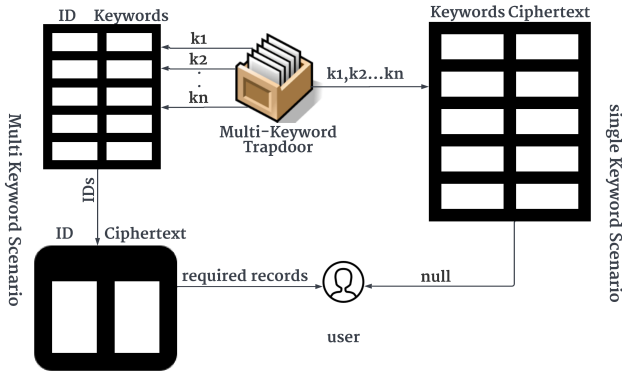 ID Keywords
Keywords Ciphertext
k1
k2
.
.
kn
k1,k2...kn
Multi-Keyword
Trapdoor
Multi Keyword Scenario
single Keyword Scenario
IDs
ID Ciphertext
required records
null
user